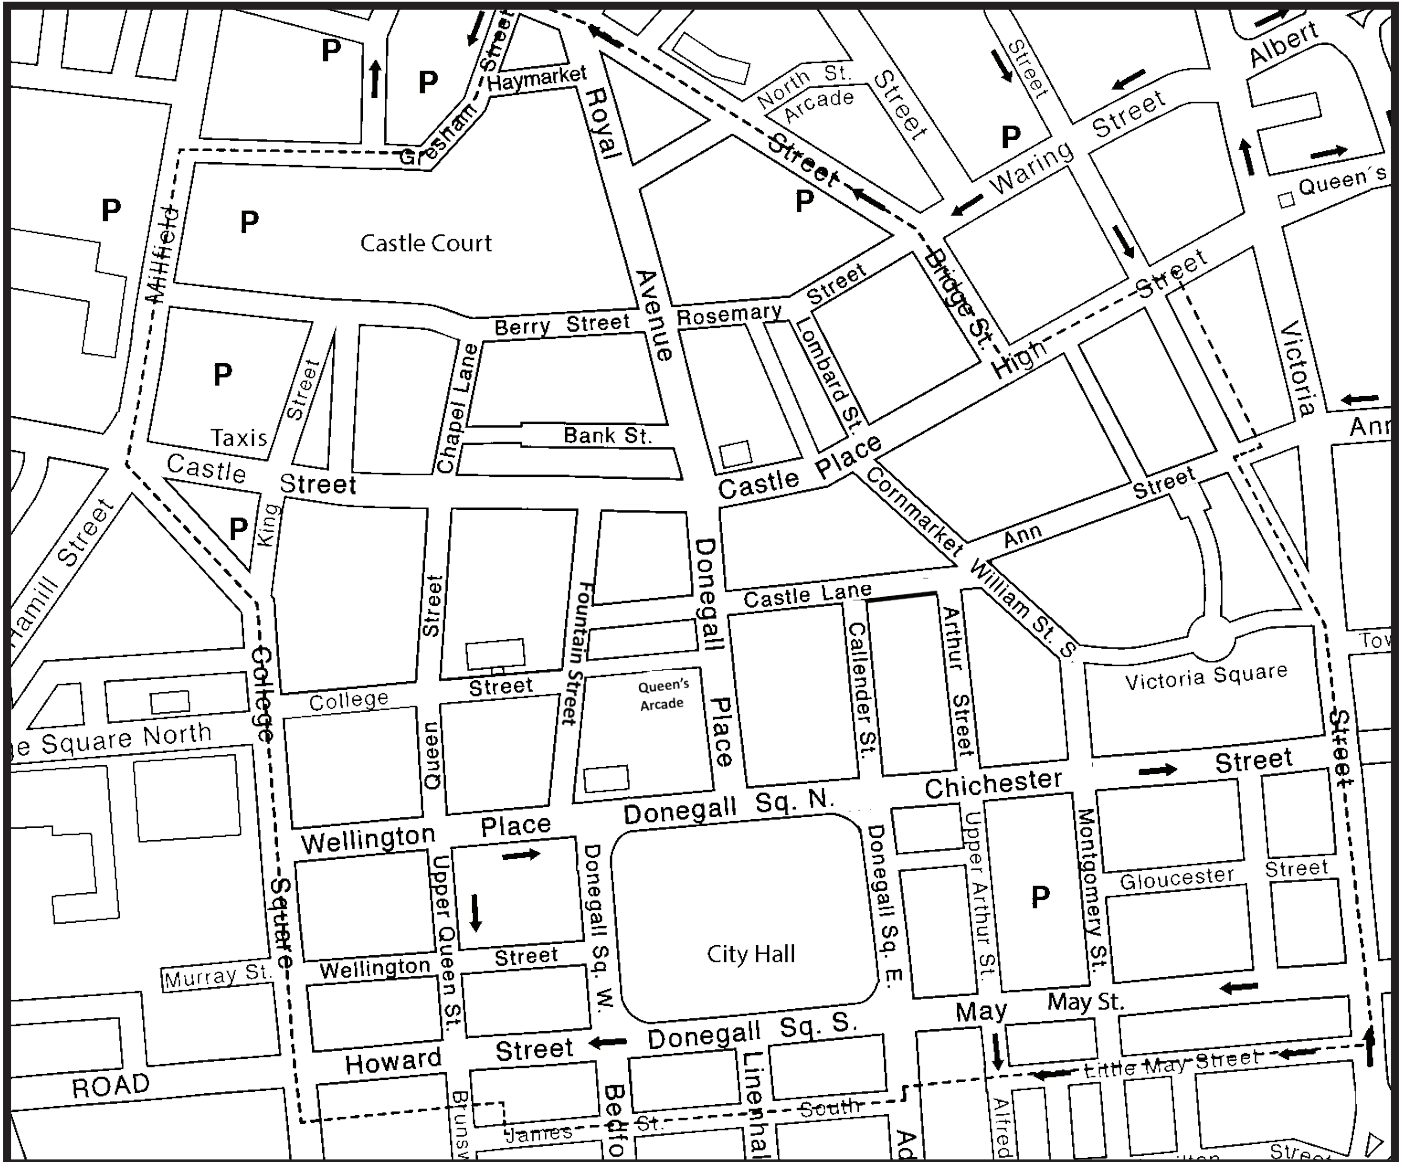 Street
Albert
P
P
Haymarket
North St.
Arcade
Street
Street
Street
Royal
P
Waring
Gresham
Street
Queen's
P
P
P
Castle Court
Millfield
Bridge St.
Street
Street
Avenue
Berry Street
Rosemary
Lombard St.
High
Victoria
P
Street
Chapel Lane
Taxis
Bank St.
Ann
Castle
Street
Castle Place
Cornmarket
Street
P
King
Ann
Hamill Street
Donegall
Castle Lane
William St. S.
Street
Fountain Street
Callender St.
Arthur Street
College
College
Street
Queen's
Arcade
Victoria Square
Place
Street
Queen
Square North
Chichester
Street
Wellington
Place
Donegall Sq. N.
Square
Upper Queen St.
Donegall Sq. W.
Donegall Sq. E.
Upper Arthur St.
Montgomery St.
Gloucester
Street
P
City Hall
Murray St.
Wellington
Street
May
May St.
Howard
Street
Donegall Sq. S.
ROAD
Little May Street
Linenhal
Bedfo
Brunsw
James
St.
South
Ad
Alfred
Street